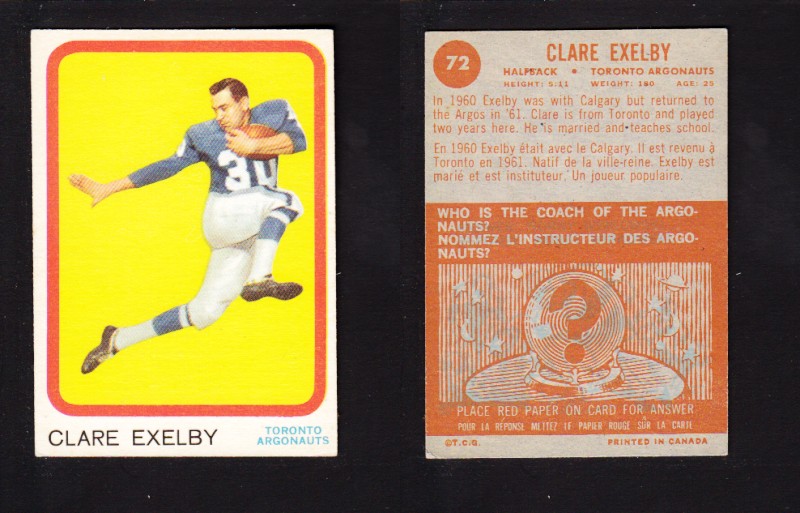 30
CLARE EXELBY
TORONTO
ARGONAUTS
72
CLARE EXELBY
HALFBACK • TORONTO ARGONAUTS
HEIGHT: 5:11 WEIGHT: 180 AGE: 25
In 1960 Exelby was with Calgary but returned to
the Argos in '61. Clare is from Toronto and played
two years here. He is married and teaches school.
En 1960 Exelby était avec le Calgary. Il est revenu á
Toronto en 1961. Natif de la ville-reine. Exelby est
marié et est instituteur. Un joueur populaire.
WHO IS THE COACH OF THE ARGO-
NAUTS?
NOMMEZ L'INSTRUCTEUR DES ARGO-
NAUTS?
?
PLACE RED PAPER ON CARD FOR ANSWER
POUR LA RÉPONSE METTEZ LE PAPIER ROUGE SUR LA CARTE
©T.C.G. PRINTED IN CANADA